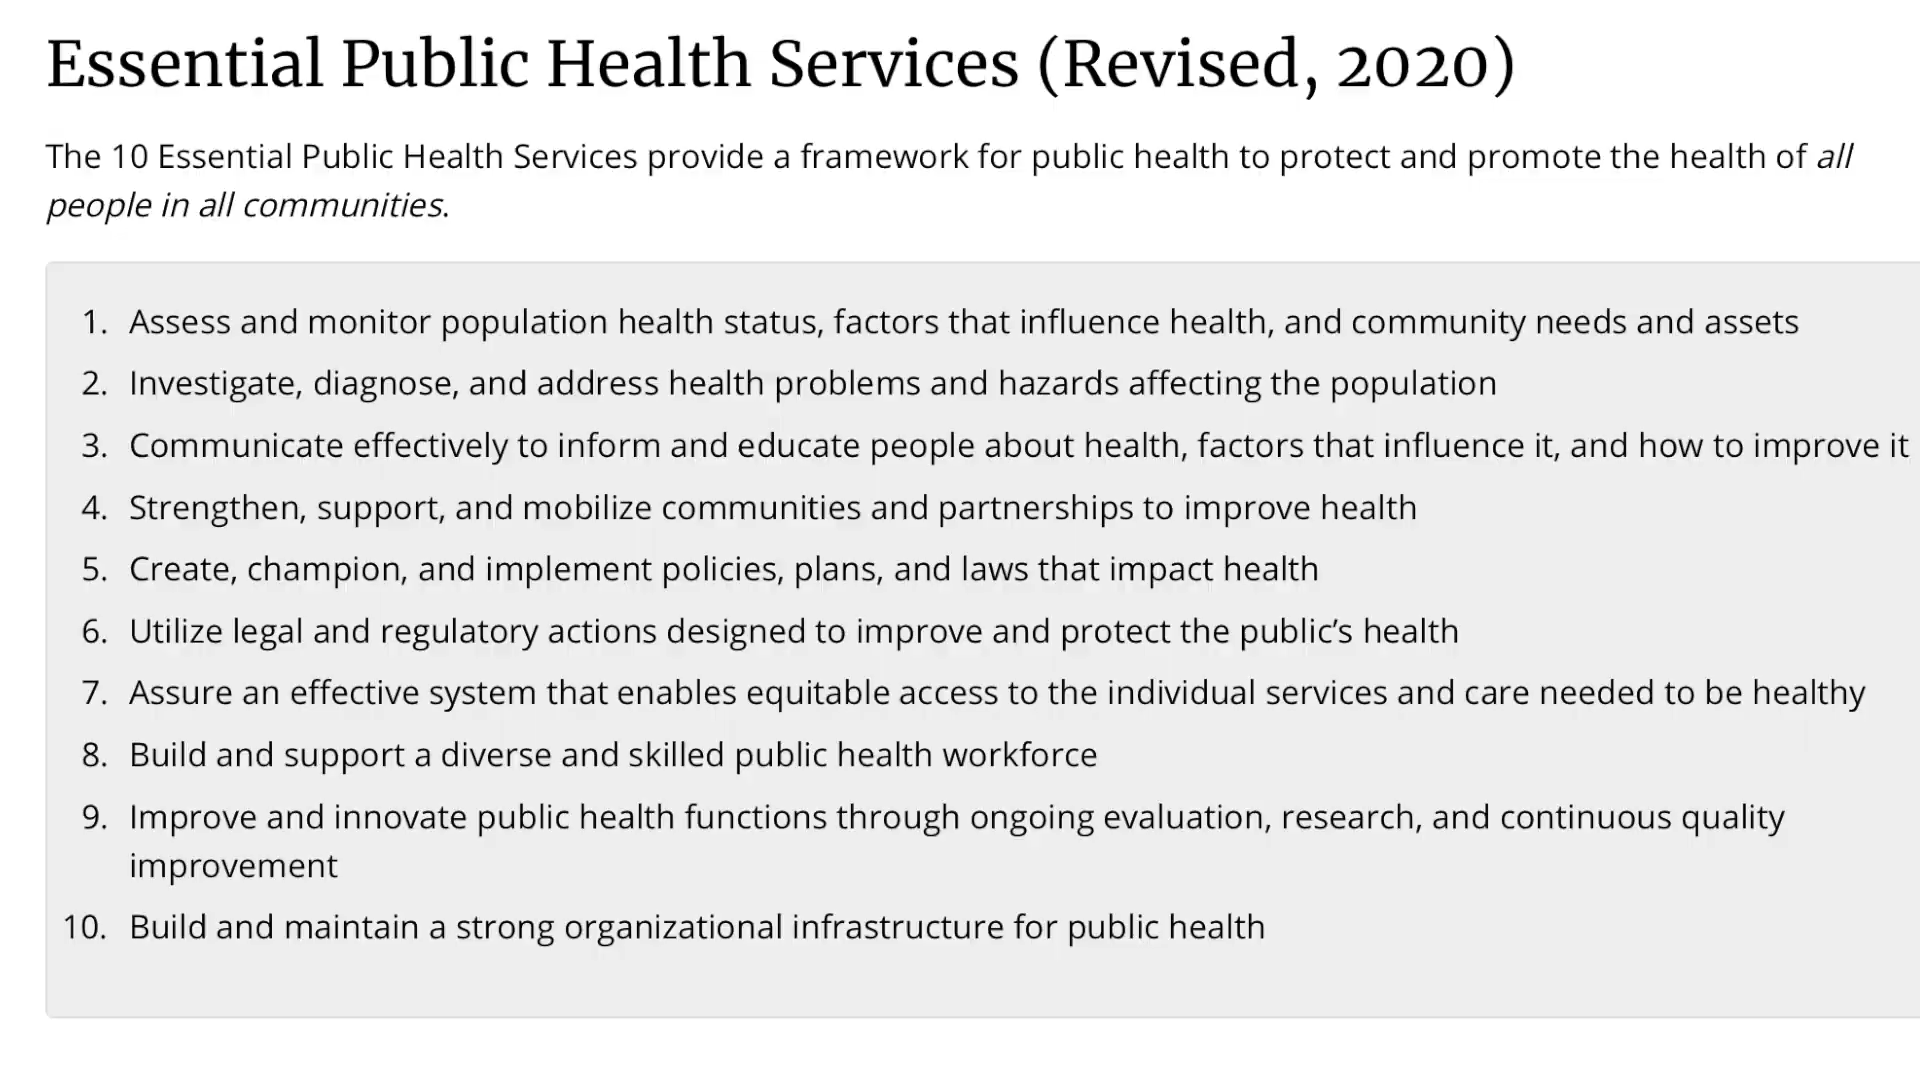 Essential Public Health Services (Revised, 2020)
The 10 Essential Public Health Services provide a framework for public health to protect and promote the health of all
people in all communities.
1. Assess and monitor population health status, factors that influence health, and community needs and assets
2. Investigate, diagnose, and address health problems and hazards affecting the population
3. Communicate effectively to inform and educate people about health, factors that influence it, and how to improve it
4. Strengthen, support, and mobilize communities and partnerships to improve health
5. Create, champion, and implement policies, plans, and laws that impact health
6. Utilize legal and regulatory actions designed to improve and protect the public’s health
7. Assure an effective system that enables equitable access to the individual services and care needed to be healthy
8. Build and support a diverse and skilled public health workforce
9. Improve and innovate public health functions through ongoing evaluation, research, and continuous quality
improvement
10. Build and maintain a strong organizational infrastructure for public health